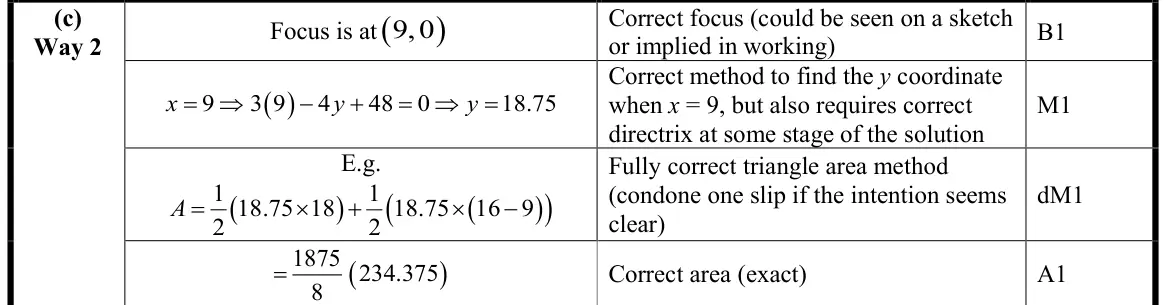 (c)
Way 2
Focus is at (9, 0)
Correct focus (could be seen on a sketch
or implied in working)
B1
x = 9 ⇒ 3(9) − 4y + 48 = 0 ⇒ y = 18.75
Correct method to find the y coordinate
when x = 9, but also requires correct
directrix at some stage of the solution
M1
E.g.
A = 1/2 (18.75×18) + 1/2 (18.75×(16−9))
Fully correct triangle area method
(condone one slip if the intention seems
clear)
dM1
= 1875/8 (234.375)
Correct area (exact)
A1